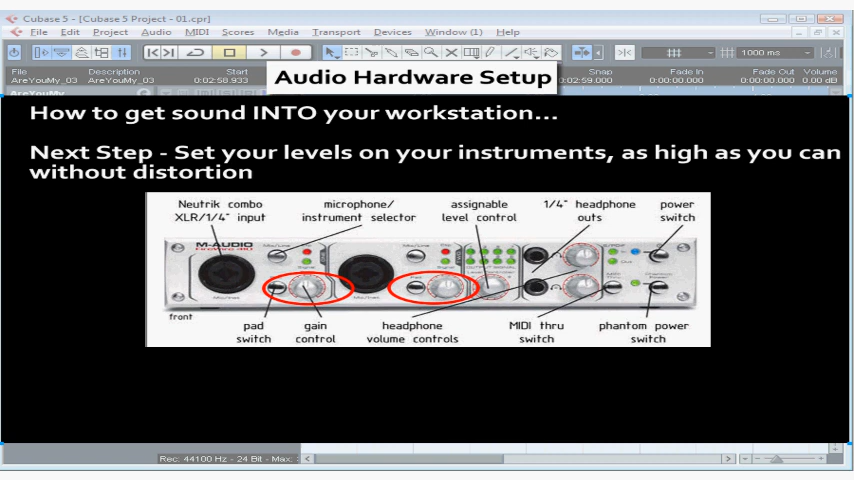 Cubase 5 - [Cubase 5 Project - 01.cpr]
File Edit Project Audio MIDI Scores Media Transport Devices Window (1) Help
1000 ms
File Description Start Snap Fade In Fade Out Volume
AreYouMy_03 AreYouMy_03 0:02:58.933 0:02:59.000 0:00:00.000 0:00:00.000 0.00 dB
Audio Hardware Setup
AreYouMy
How to get sound INTO your workstation...
Next Step - Set your levels on your instruments, as high as you can
without distortion
Neutrik combo microphone/ assignable 1/4" headphone power
XLR/1/4" input instrument selector level control outs switch
M-AUDIO
front
pad gain headphone MIDI thru phantom power
switch control volume controls switch switch
Rec: 44100 Hz - 24 Bit - Max: